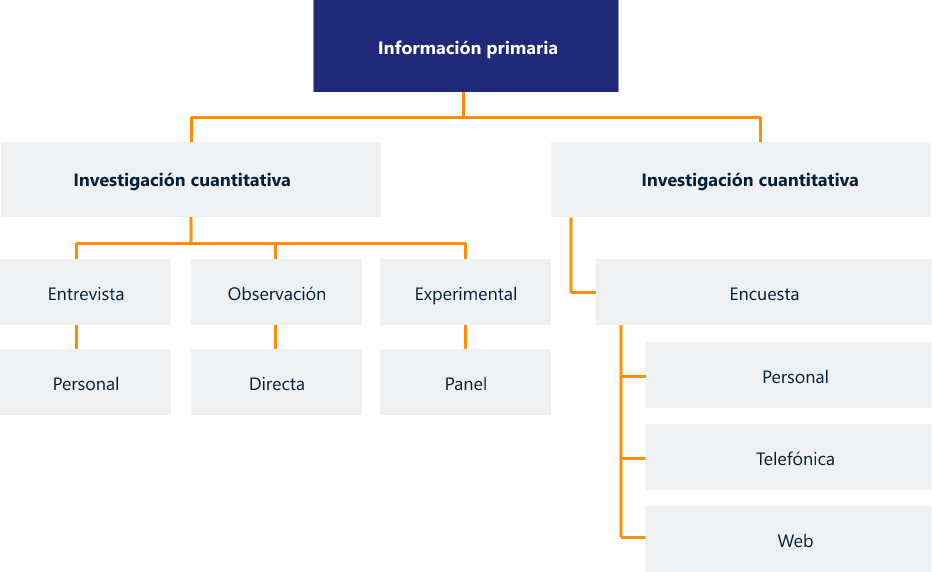 Información primaria
Investigación cuantitativa
Investigación cuantitativa
Entrevista
Observación
Experimental
Encuesta
Personal
Directa
Panel
Personal
Telefónica
Web